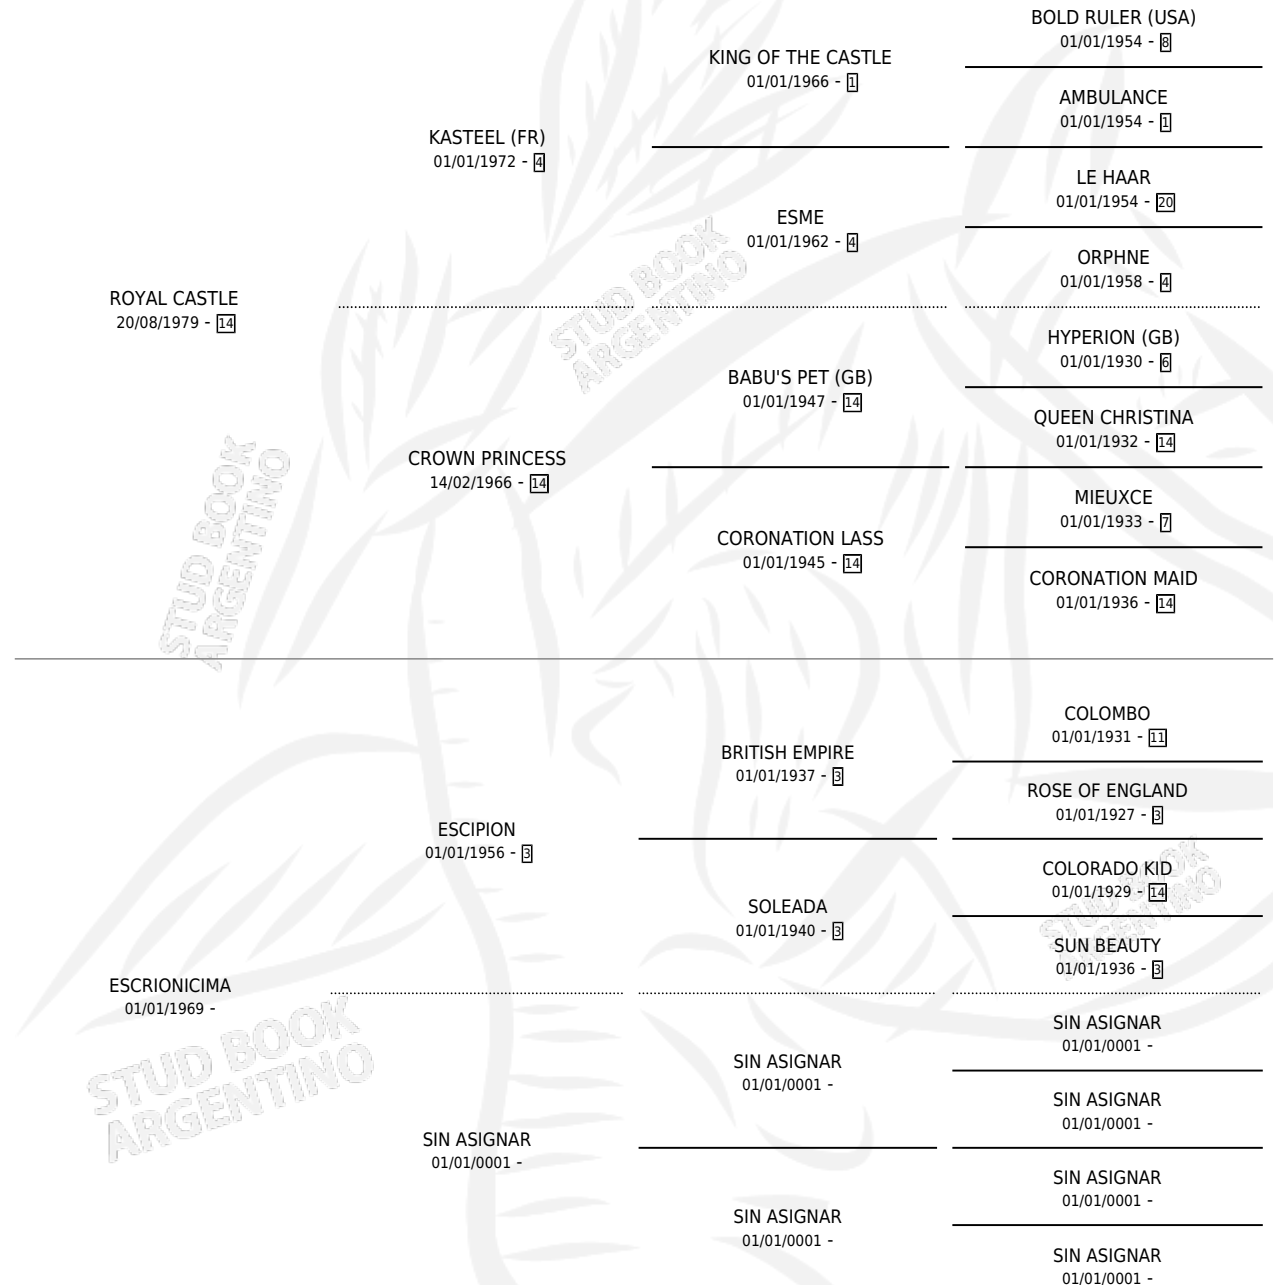 BOLD RULER (USA)
01/01/1954 - 8
KING OF THE CASTLE
01/01/1966 - 1
AMBULANCE
01/01/1954 - 1
KASTEEL (FR)
01/01/1972 - 4
LE HAAR
01/01/1954 - 20
ESME
01/01/1962 - 4
ORPHNE
01/01/1958 - 4
ROYAL CASTLE
20/08/1979 - 14
HYPERION (GB)
01/01/1930 - 6
BABU'S PET (GB)
01/01/1947 - 14
QUEEN CHRISTINA
01/01/1932 - 14
CROWN PRINCESS
14/02/1966 - 14
MIEUXCE
01/01/1933 - 7
CORONATION LASS
01/01/1945 - 14
CORONATION MAID
01/01/1936 - 14
COLOMBO
01/01/1931 - 11
BRITISH EMPIRE
01/01/1937 - 3
ROSE OF ENGLAND
01/01/1927 - 3
ESCIPION
01/01/1956 - 3
COLORADO KID
01/01/1929 - 14
SOLEADA
01/01/1940 - 3
SUN BEAUTY
01/01/1936 - 3
ESCRIONICIMA
01/01/1969 -
SIN ASIGNAR
01/01/0001 -
SIN ASIGNAR
01/01/0001 -
SIN ASIGNAR
01/01/0001 -
SIN ASIGNAR
01/01/0001 -
SIN ASIGNAR
01/01/0001 -
SIN ASIGNAR
01/01/0001 -
SIN ASIGNAR
01/01/0001 -
STUD BOOK
ARGENTINO
STUD BOOK
ARGENTINO
STUD BOOK
ARGENTINO
STUD BOOK
ARGENTINO